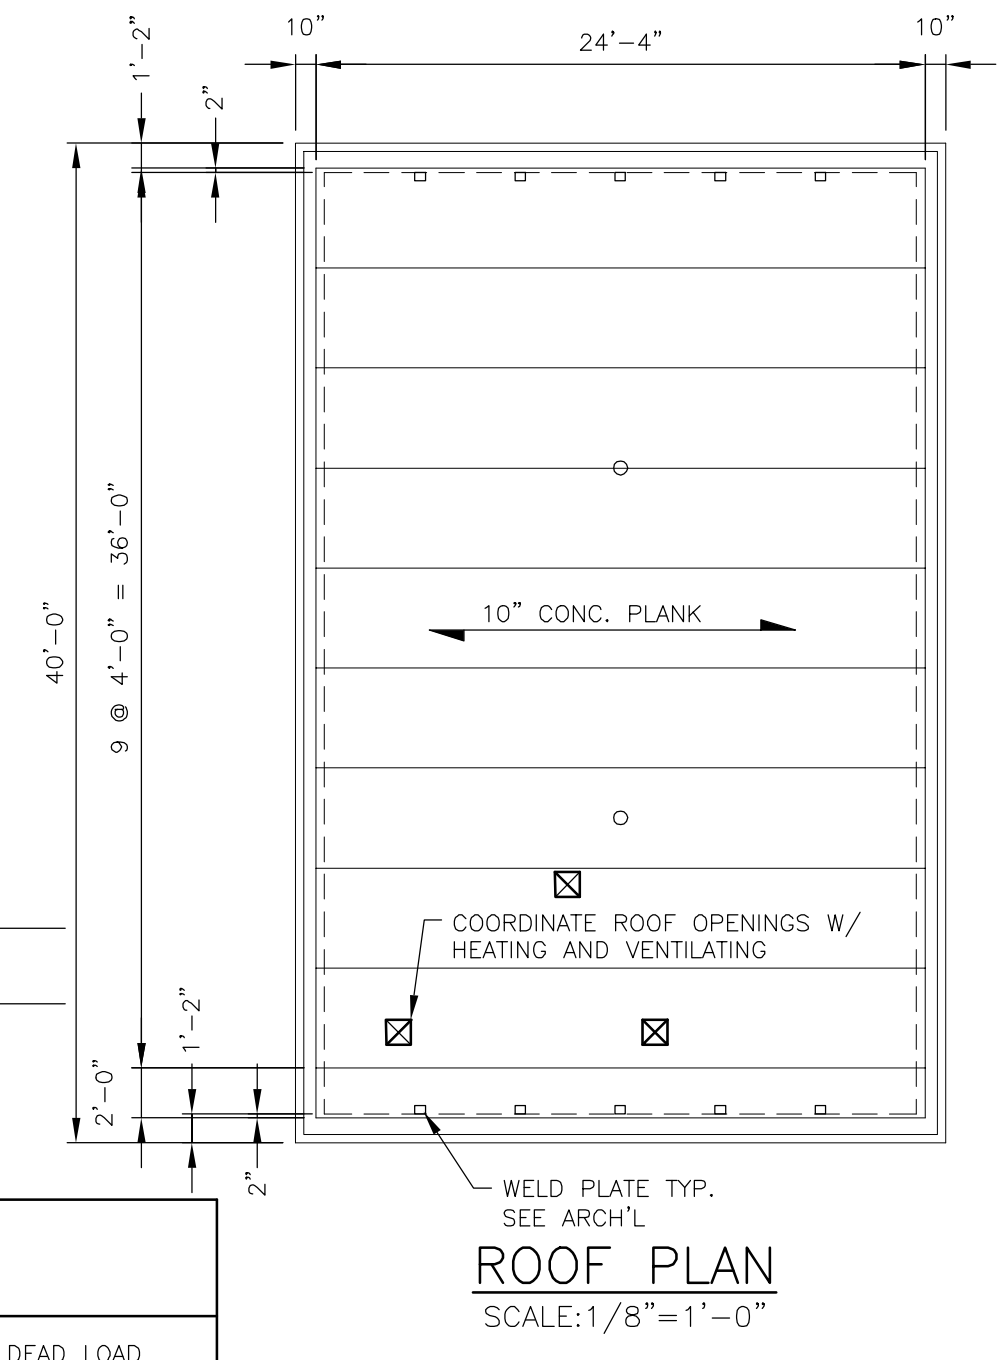 10"
24'-4"
10"
1'-2"
2"
9 @ 4'-0" = 36'-0"
40'-0"
10" CONC. PLANK
COORDINATE ROOF OPENINGS W/
HEATING AND VENTILATING
1'-2"
2'-0"
2"
WELD PLATE TYP.
SEE ARCH'L
ROOF PLAN
SCALE:1/8"=1'-0"
DEAD LOAD